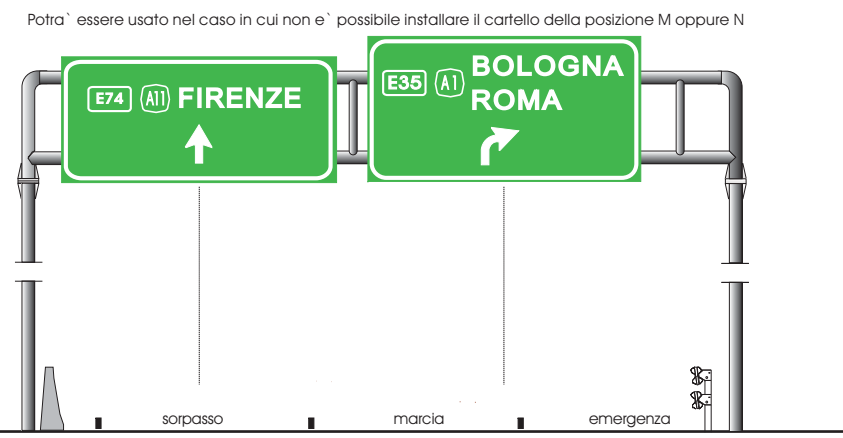 Potra` essere usato nel caso in cui non e` possibile installare il cartello della posizione M oppure N
E74 A11 FIRENZE
E35 A1 BOLOGNA
ROMA
sorpasso marcia emergenza